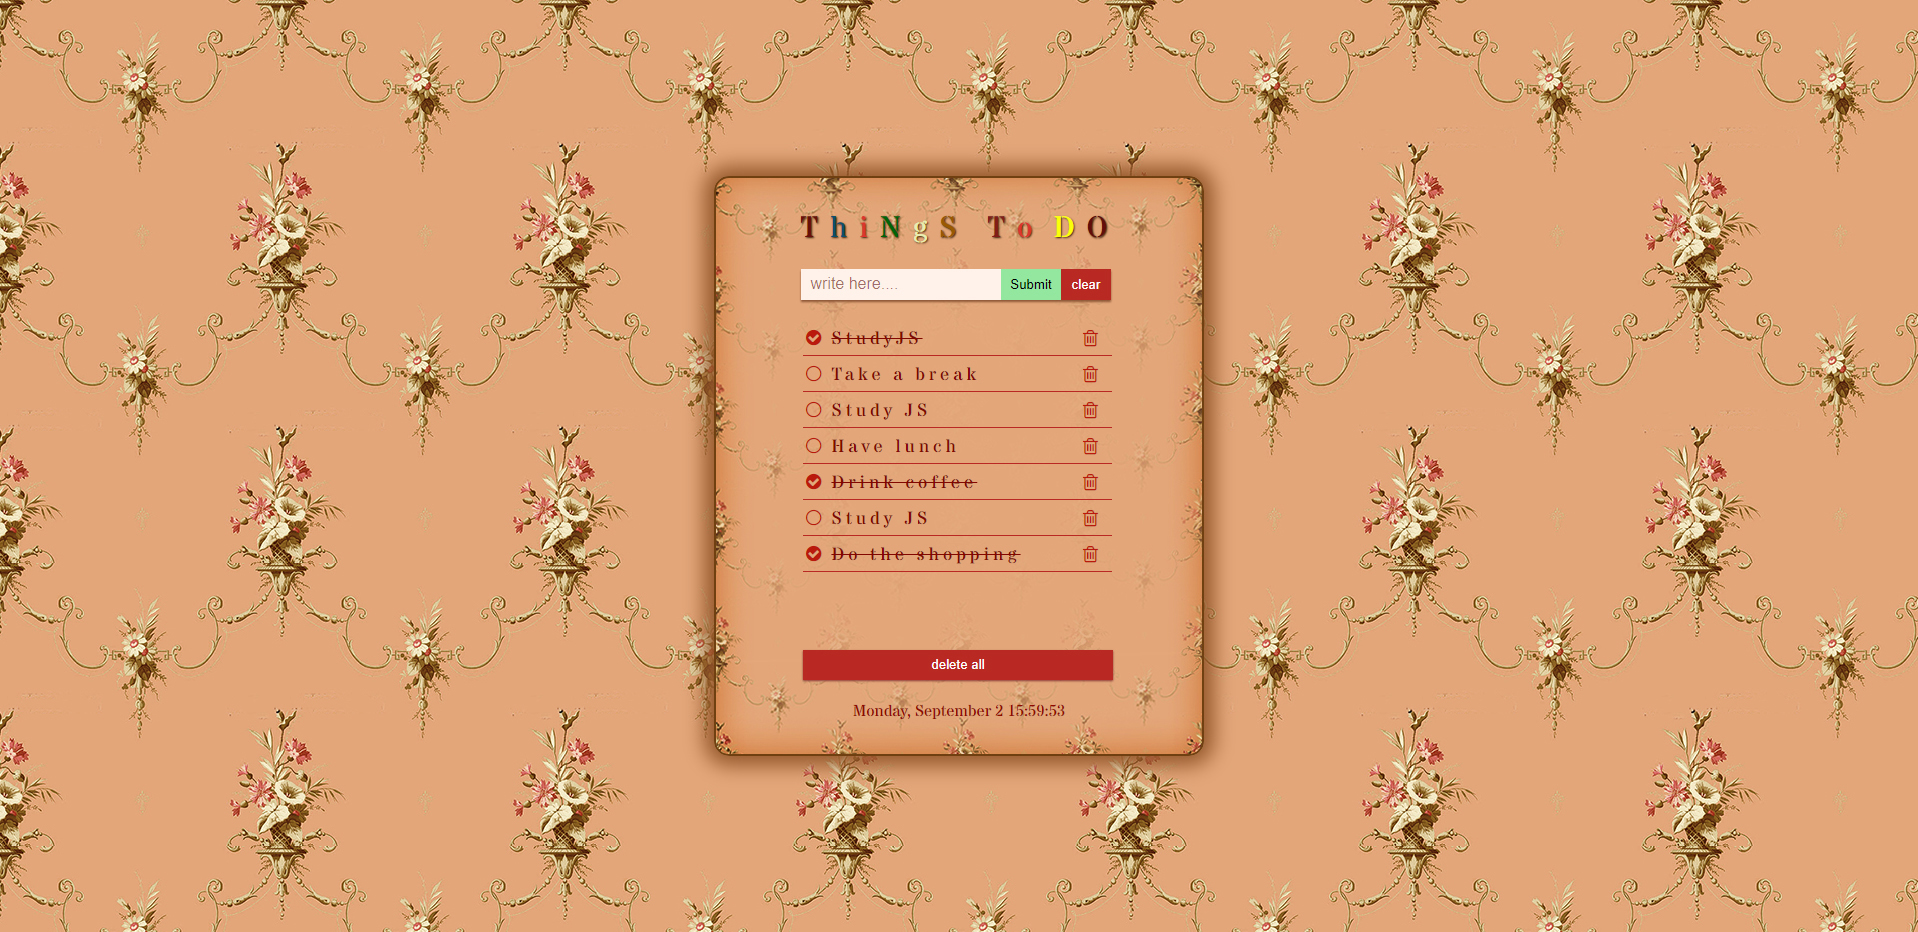 ThiNgS To DO
write here....
Submit
clear
StudyJS
Take a break
Study JS
Have lunch
Drink coffee
Study JS
Do the shopping
delete all
Monday, September 2 15:59:53